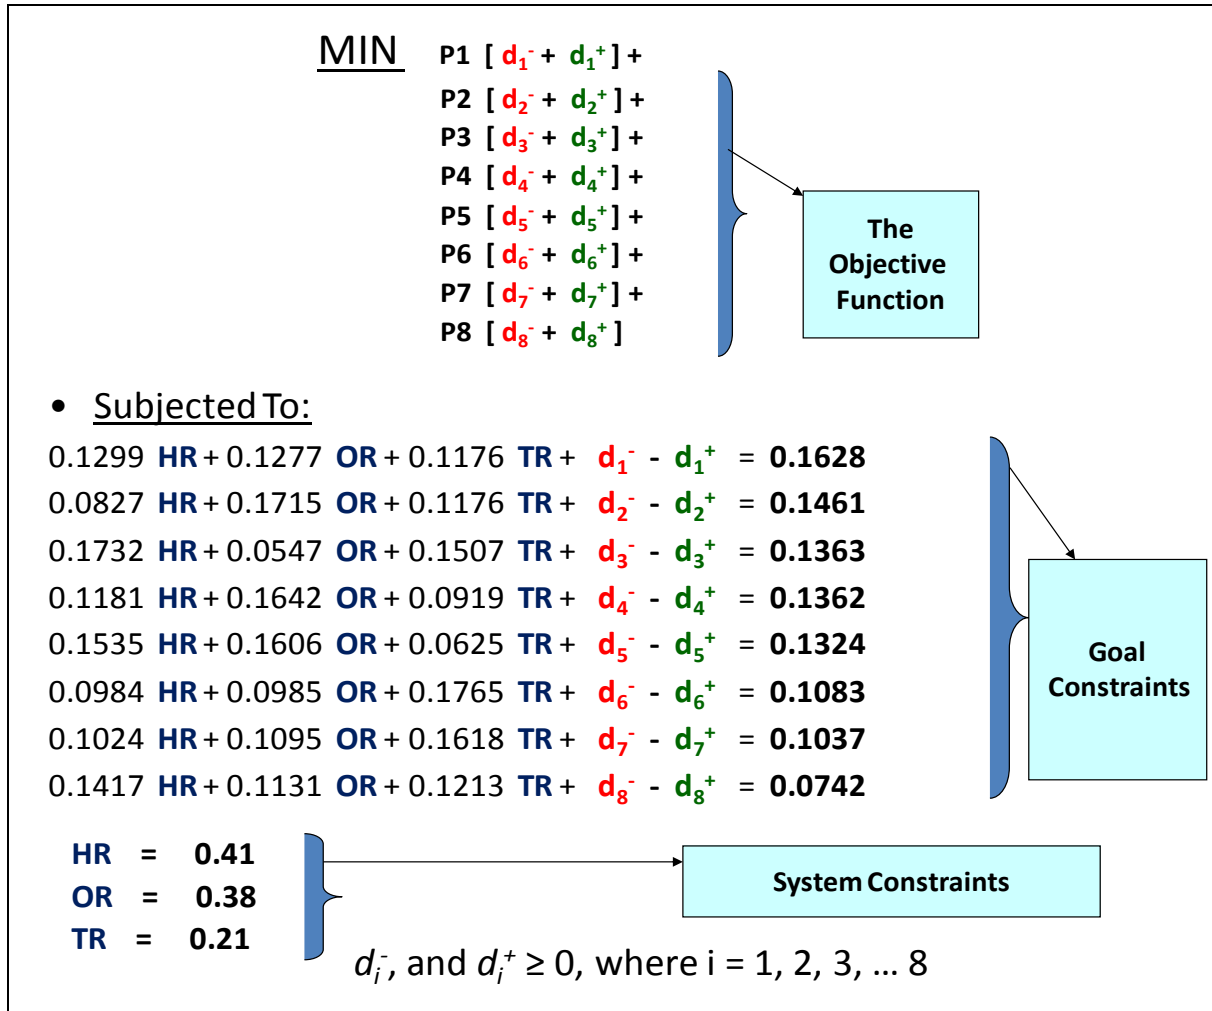 MIN P1 [ d₁⁻ + d₁⁺ ] +
P2 [ d₂⁻ + d₂⁺ ] +
P3 [ d₃⁻ + d₃⁺ ] +
P4 [ d₄⁻ + d₄⁺ ] +
P5 [ d₅⁻ + d₅⁺ ] +
P6 [ d₆⁻ + d₆⁺ ] +
P7 [ d₇⁻ + d₇⁺ ] +
P8 [ d₈⁻ + d₈⁺ ]
The
Objective
Function
• Subjected To:
0.1299 HR + 0.1277 OR + 0.1176 TR + d₁⁻ - d₁⁺ = 0.1628
0.0827 HR + 0.1715 OR + 0.1176 TR + d₂⁻ - d₂⁺ = 0.1461
0.1732 HR + 0.0547 OR + 0.1507 TR + d₃⁻ - d₃⁺ = 0.1363
0.1181 HR + 0.1642 OR + 0.0919 TR + d₄⁻ - d₄⁺ = 0.1362
0.1535 HR + 0.1606 OR + 0.0625 TR + d₅⁻ - d₅⁺ = 0.1324
0.0984 HR + 0.0985 OR + 0.1765 TR + d₆⁻ - d₆⁺ = 0.1083
0.1024 HR + 0.1095 OR + 0.1618 TR + d₇⁻ - d₇⁺ = 0.1037
0.1417 HR + 0.1131 OR + 0.1213 TR + d₈⁻ - d₈⁺ = 0.0742
Goal
Constraints
HR = 0.41
OR = 0.38
TR = 0.21
System Constraints
dᵢ⁻, and dᵢ⁺ ≥ 0, where i = 1, 2, 3, … 8